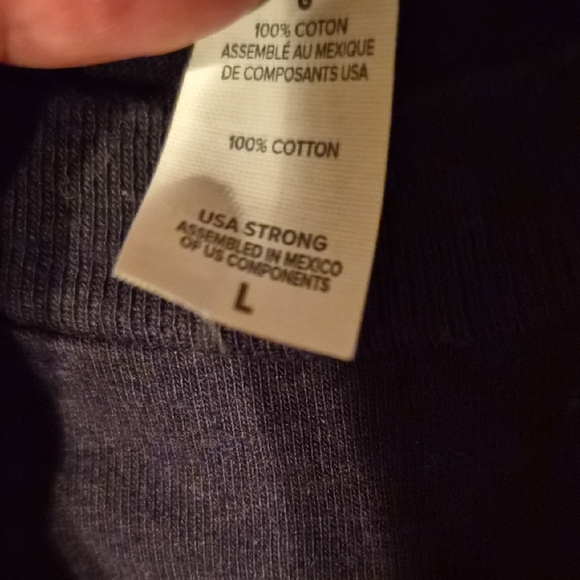 100% COTON
ASSEMBLÉ AU MEXIQUE
DE COMPOSANTS USA
100% COTTON
USA STRONG
ASSEMBLED IN MEXICO
OF US COMPONENTS
L